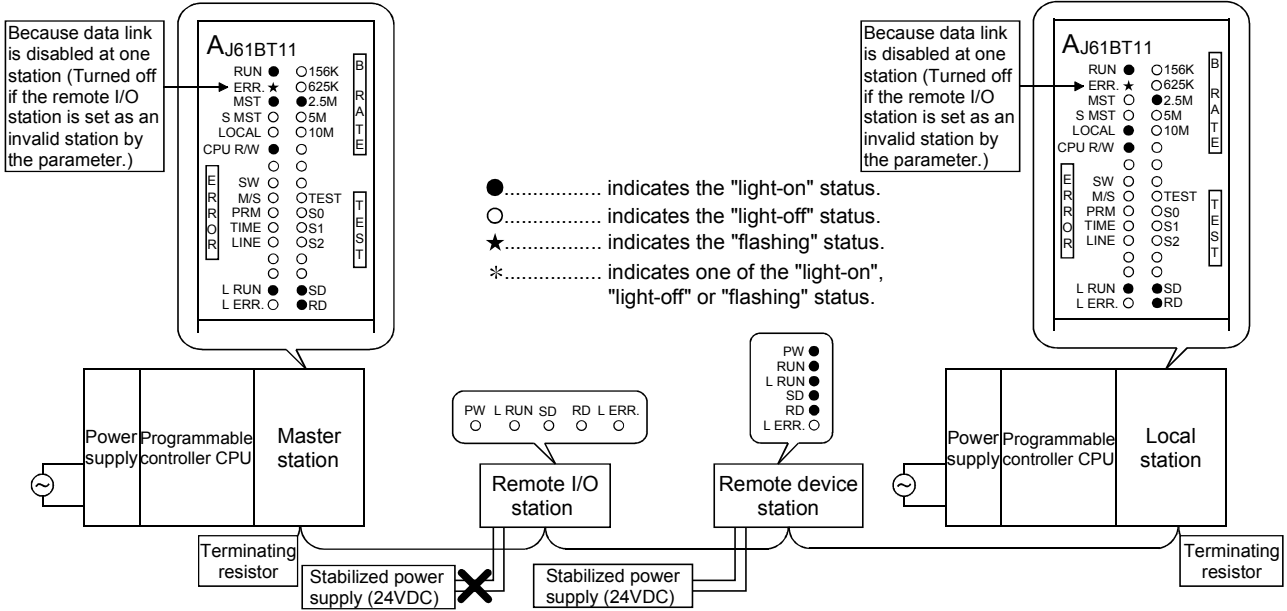 Because data link
is disabled at one
station (Turned off
if the remote I/O
station is set as an
invalid station by
the parameter.)
AJ61BT11
RUN ● ○156K
ERR. ★ ○625K
MST ● ●2.5M
S MST ○ ○5M
LOCAL ○ ○10M
CPU R/W ● ○
○ ○
SW ○ ○
M/S ○ ○TEST
PRM ○ ○S0
TIME ○ ○S1
LINE ○ ○S2
○ ○
○ ○
L RUN ● ●SD
L ERR. ○ ●RD
B RATE
ERROR
TEST
●................. indicates the "light-on" status.
○................. indicates the "light-off" status.
★................. indicates the "flashing" status.
*................. indicates one of the "light-on",
"light-off" or "flashing" status.
Because data link
is disabled at one
station (Turned off
if the remote I/O
station is set as an
invalid station by
the parameter.)
AJ61BT11
RUN ● ○156K
ERR. ★ ○625K
MST ○ ●2.5M
S MST ○ ○5M
LOCAL ● ○10M
CPU R/W ● ○
○ ○
SW ○ ○
M/S ○ ○TEST
PRM ○ ○S0
TIME ○ ○S1
LINE ○ ○S2
○ ○
○ ○
L RUN ● ●SD
L ERR. ○ ●RD
B RATE
ERROR
TEST
Power
supply
Programmable
controller CPU
Master
station
PW L RUN SD RD L ERR.
○ ○ ○ ○ ○
Remote I/O
station
PW ●
RUN ●
L RUN ●
SD ●
RD ●
L ERR. ○
Remote device
station
Power
supply
Programmable
controller CPU
Local
station
Terminating
resistor
Stabilized power
supply (24VDC)
Stabilized power
supply (24VDC)
Terminating
resistor